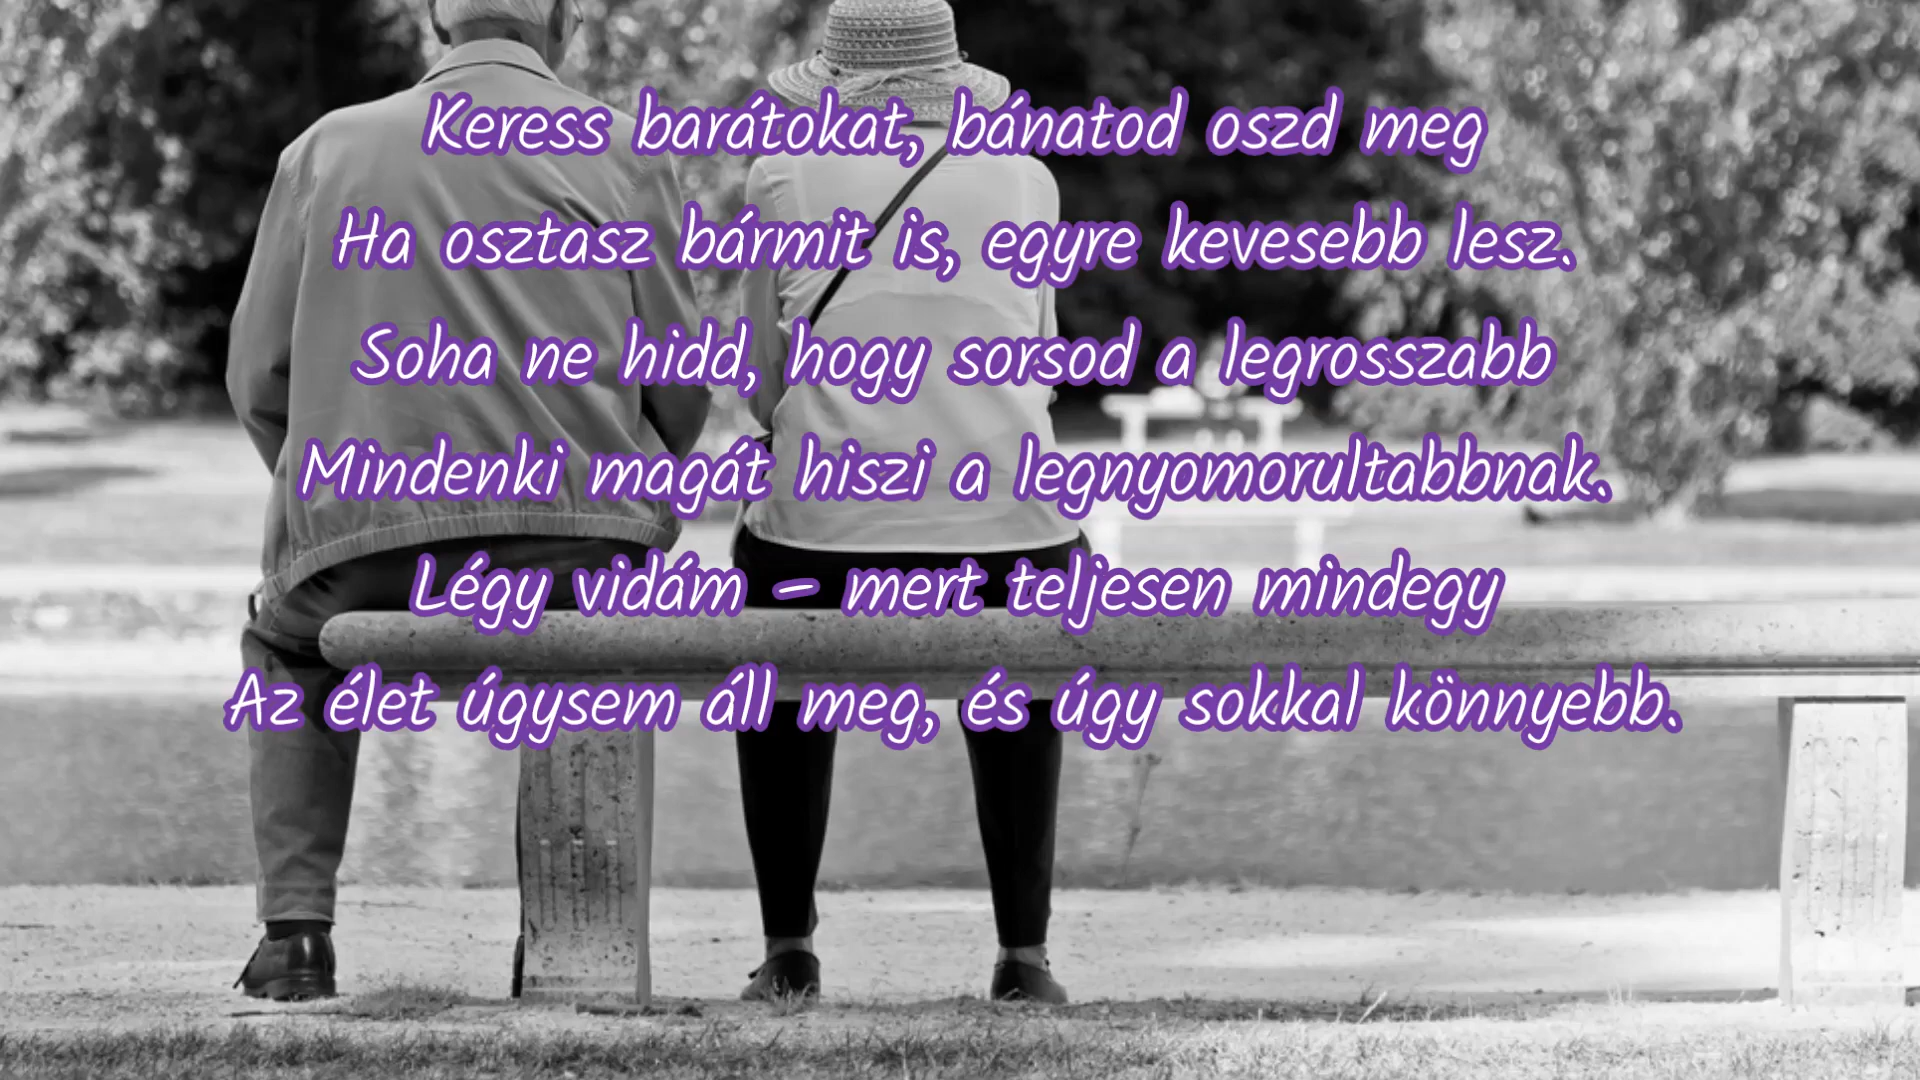 Keress barátokat, bánatod oszd meg
Ha osztasz bármit is, egyre kevesebb lesz.
Soha ne hidd, hogy sorsod a legrosszabb
Mindenki magát hiszi a legnyomorultabbnak.
Légy vidám – mert teljesen mindegy
Az élet úgysem áll meg, és úgy sokkal könnyebb.